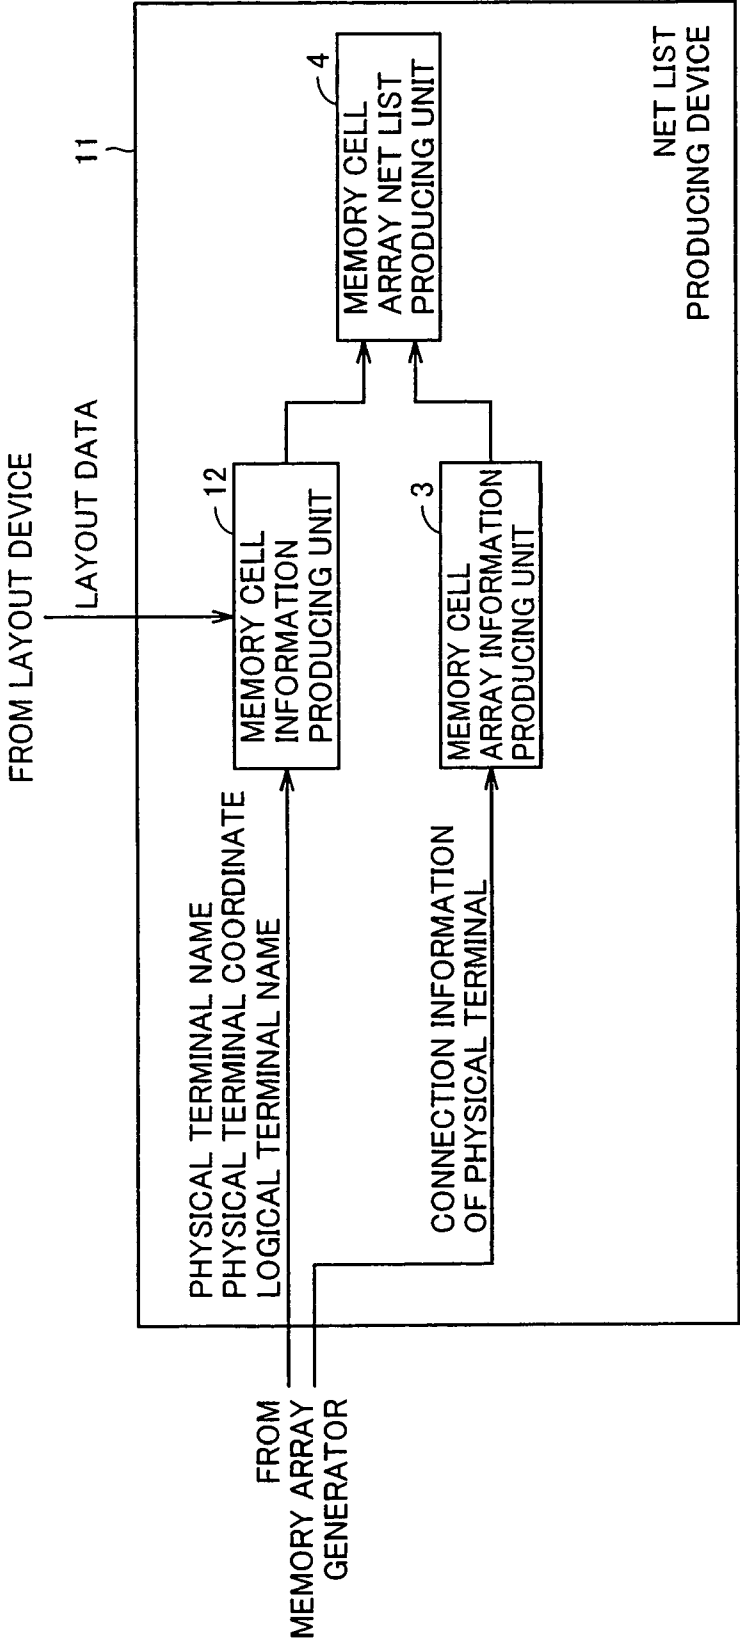 FROM LAYOUT DEVICE
LAYOUT DATA
11
FROM
MEMORY ARRAY
GENERATOR
PHYSICAL TERMINAL NAME
PHYSICAL TERMINAL COORDINATE
LOGICAL TERMINAL NAME
12
MEMORY CELL
INFORMATION
PRODUCING UNIT
4
MEMORY CELL
ARRAY NET LIST
PRODUCING UNIT
CONNECTION INFORMATION
OF PHYSICAL TERMINAL
3
MEMORY CELL
ARRAY INFORMATION
PRODUCING UNIT
NET LIST
PRODUCING DEVICE